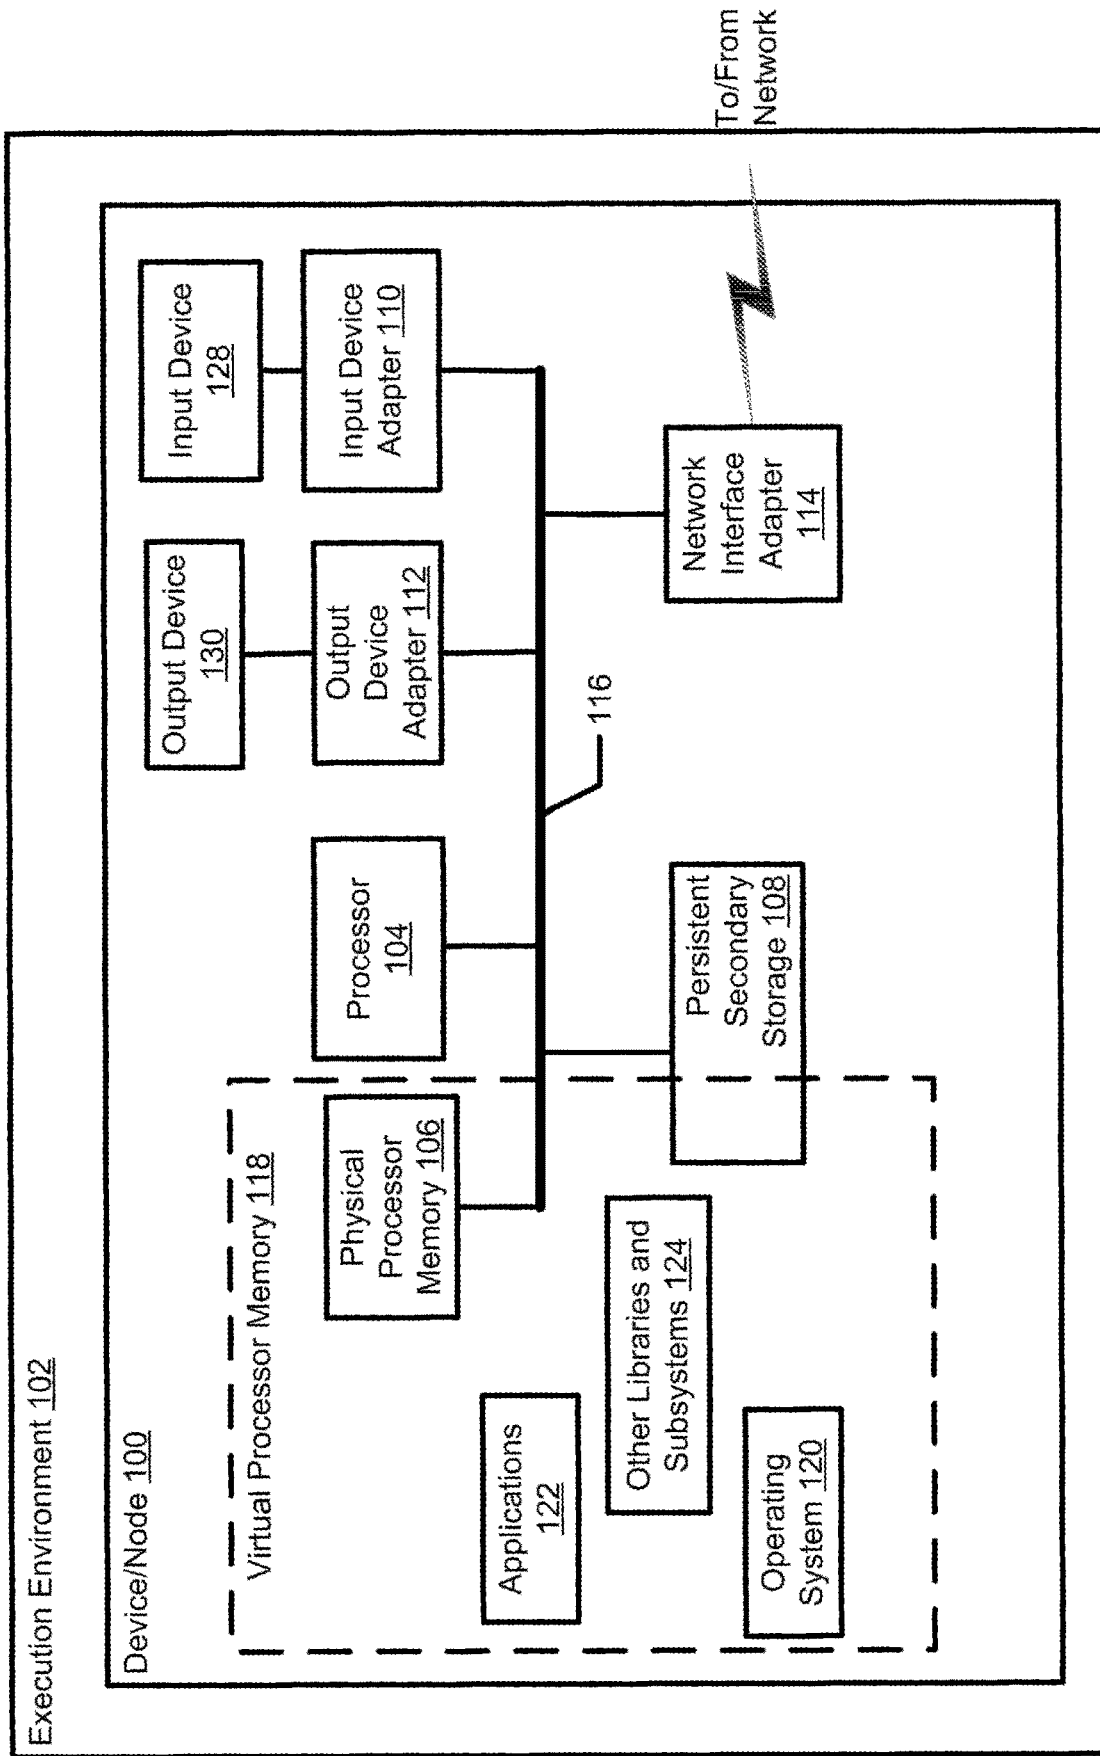 Execution Environment 102
Device/Node 100
Virtual Processor Memory 118
Input Device
128
Output Device
130
Input Device
Adapter 110
Output
Device
Adapter 112
Processor
104
Physical
Processor
Memory 106
116
Applications
122
Other Libraries and
Subsystems 124
Operating
System 120
Persistent
Secondary
Storage 108
Network
Interface
Adapter
114
To/From
Network